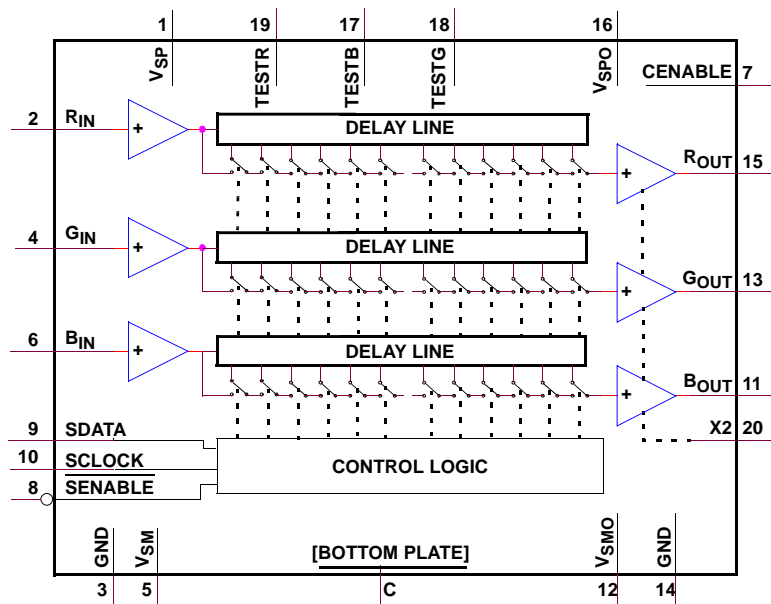 1 19 17 18 16
VSP TESTR TESTB TESTG VSPO
CENABLE 7
2 RIN + DELAY LINE
+ ROUT 15
4 GIN + DELAY LINE
+ GOUT 13
6 BIN + DELAY LINE
+ BOUT 11
9 SDATA X2 20
10 SCLOCK CONTROL LOGIC
8 SENABLE
GND VSM [BOTTOM PLATE] VSMO GND
3 5 C 12 14